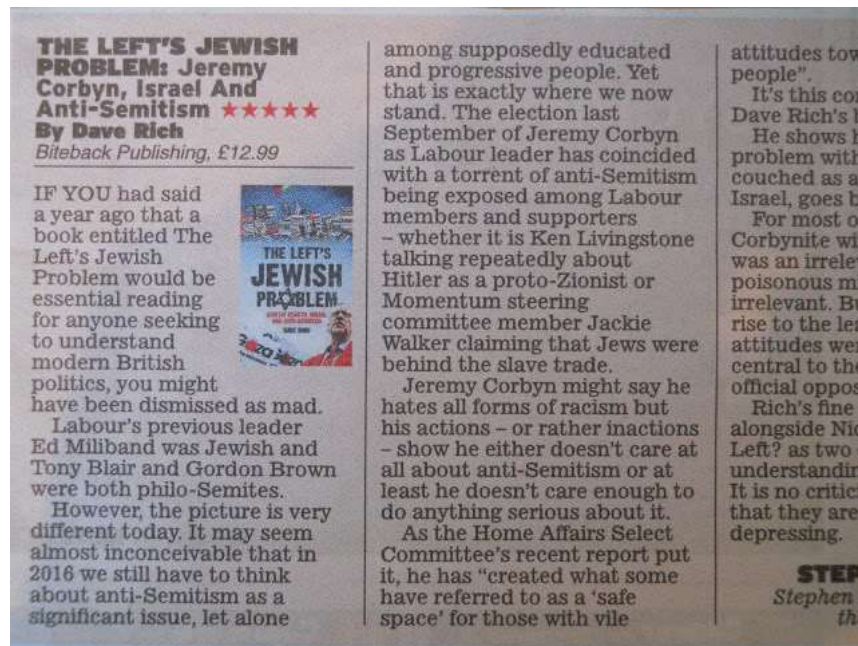 THE LEFT'S JEWISH
PROBLEM: Jeremy
Corbyn, Israel And
Anti-Semitism ★★★★★
By Dave Rich
Biteback Publishing, £12.99
IF YOU had said
a year ago that a
book entitled The
Left's Jewish
Problem would be
essential reading
for anyone seeking
to understand
modern British
politics, you might
have been dismissed as mad.
Labour's previous leader
Ed Miliband was Jewish and
Tony Blair and Gordon Brown
were both philo-Semites.
However, the picture is very
different today. It may seem
almost inconceivable that in
2016 we still have to think
about anti-Semitism as a
significant issue, let alone
THE LEFT'S
JEWISH
PROBLEM
among supposedly educated
and progressive people. Yet
that is exactly where we now
stand. The election last
September of Jeremy Corbyn
as Labour leader has coincided
with a torrent of anti-Semitism
being exposed among Labour
members and supporters
– whether it is Ken Livingstone
talking repeatedly about
Hitler as a proto-Zionist or
Momentum steering
committee member Jackie
Walker claiming that Jews were
behind the slave trade.
Jeremy Corbyn might say he
hates all forms of racism but
his actions – or rather inactions
– show he either doesn't care at
all about anti-Semitism or at
least he doesn't care enough to
do anything serious about it.
As the Home Affairs Select
Committee's recent report put
it, he has "created what some
have referred to as a 'safe
space' for those with vile
attitudes tow
people".
It's this co
Dave Rich's
He shows
problem with
couched as a
Israel, goes
For most o
Corbynite wi
was an irrele
poisonous m
irrelevant. B
rise to the le
attitudes we
central to the
official oppos
Rich's fine
alongside Nic
Left? as two
understandin
It is no critic
that they are
depressing.
STEP
Stephen
th